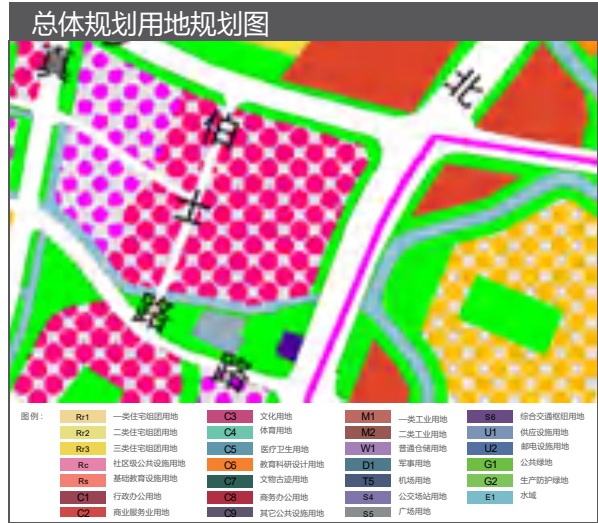 总体规划用地规划图
真
北
伯
士
路
路
图例：
Rr1 一类住宅组团用地
Rr2 二类住宅组团用地
Rr3 三类住宅组团用地
Rc 社区级公共设施用地
Rs 基础教育设施用地
C1 行政办公用地
C2 商业服务业用地
C3 文化用地
C4 体育用地
C5 医疗卫生用地
C6 教育科研设计用地
C7 文物古迹用地
C8 商务办公用地
C9 其它公共设施用地
M1 一类工业用地
M2 二类工业用地
W1 普通仓储用地
D1 军事用地
T5 机场用地
S4 公交场站用地
S5 广场用地
S6 综合交通枢纽用地
U1 供应设施用地
U2 邮电设施用地
G1 公共绿地
G2 生产防护绿地
E1 水域